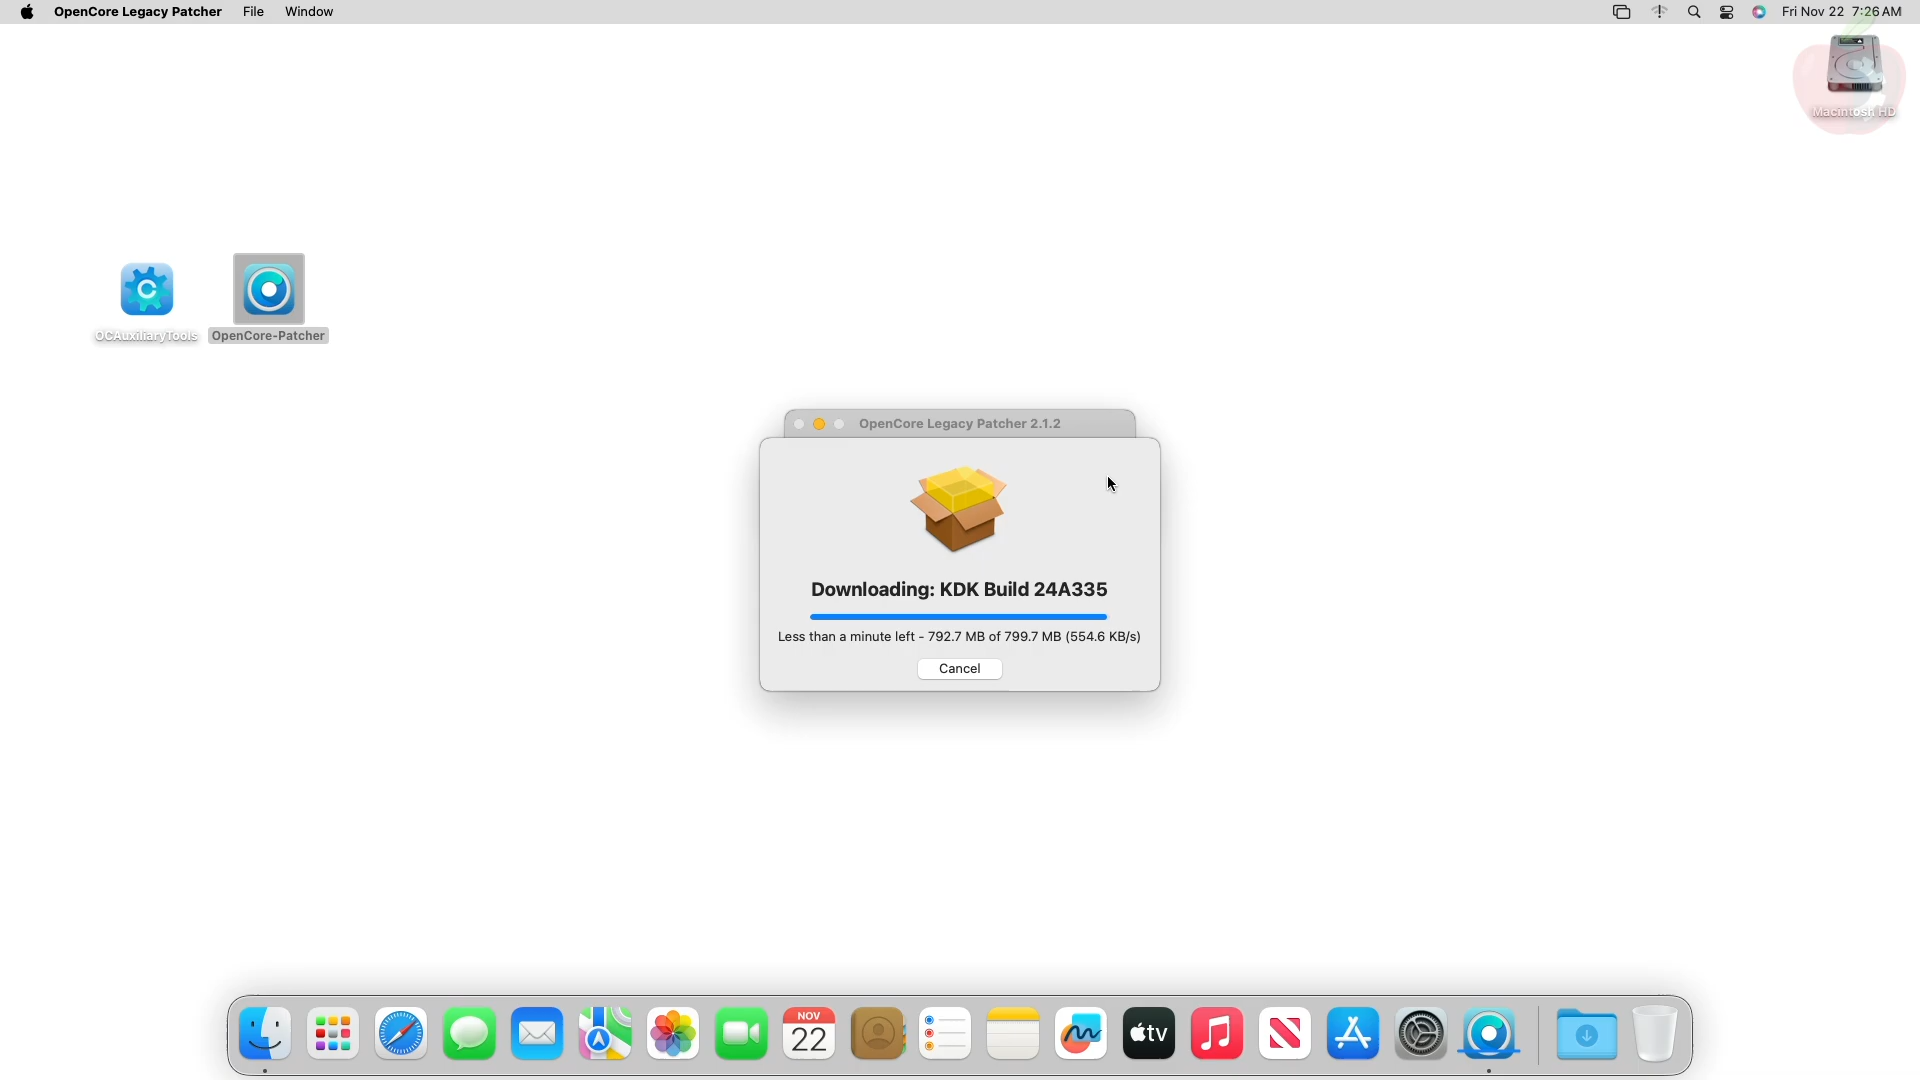 OpenCore Legacy Patcher File Window Fri Nov 22 7:26 AM
Macintosh HD
OCAuxiliaryTools OpenCore-Patcher
OpenCore Legacy Patcher 2.1.2
Downloading: KDK Build 24A335
Less than a minute left - 792.7 MB of 799.7 MB (554.6 KB/s)
Cancel
NOV
22
tv